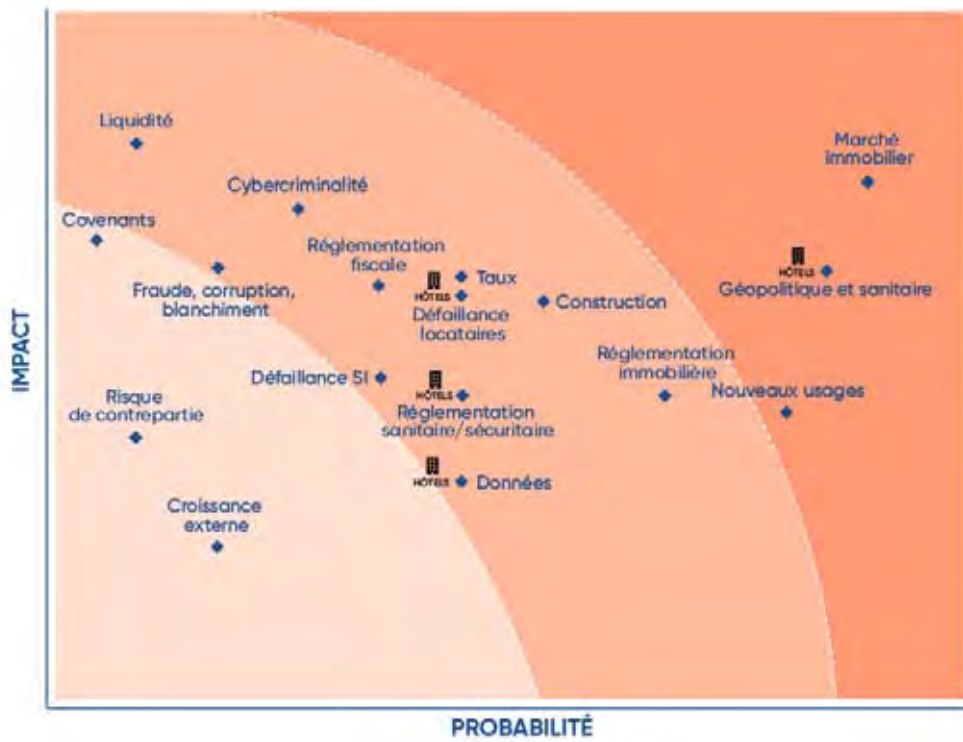 Liquidité
Marché
immobilier
Cybercriminalité
Covenants
Réglementation
fiscale
Taux
HÔTELS
Défaillance
locataires
HÔTELS
Géopolitique et sanitaire
Fraude, corruption,
blanchiment
Construction
Réglementation
immobilière
Défaillance SI
HÔTELS
Réglementation
sanitaire/sécuritaire
Nouveaux usages
Risque
de contrepartie
HÔTELS
Données
Croissance
externe
IMPACT
PROBABILITÉ